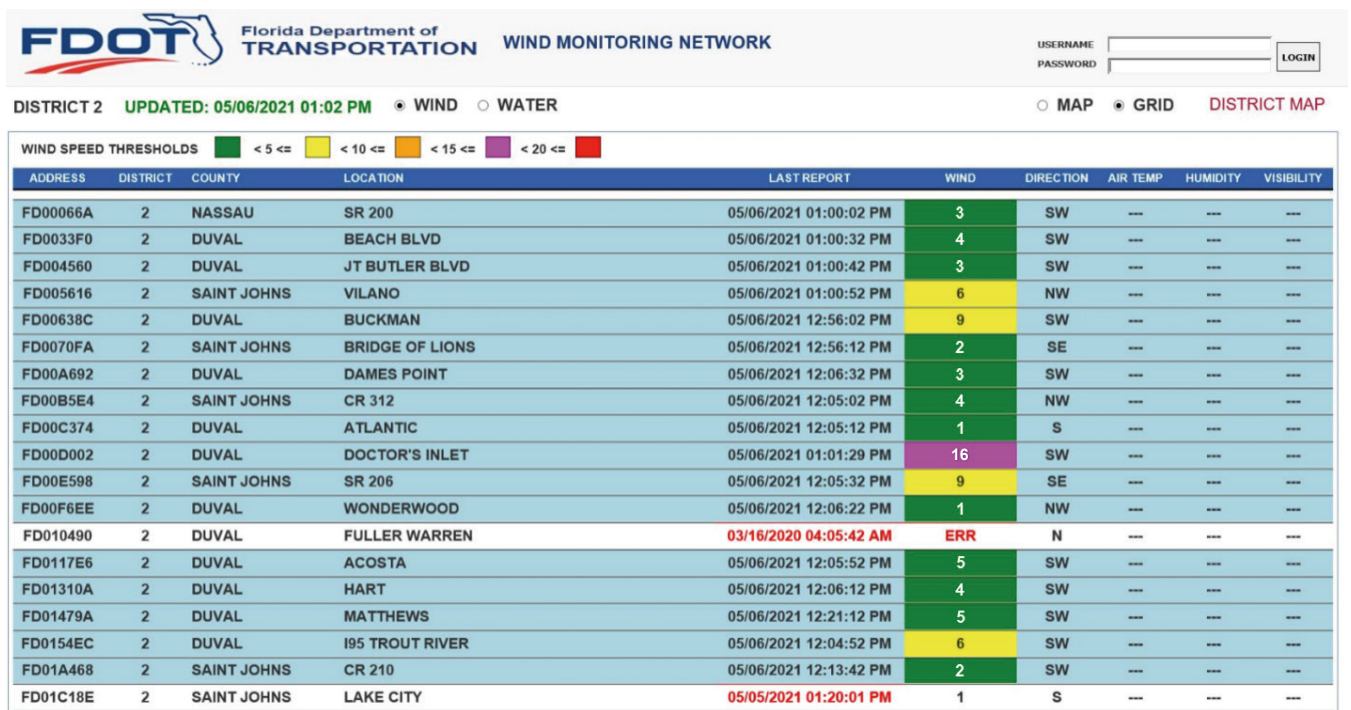 FDOT Florida Department of TRANSPORTATION WIND MONITORING NETWORK
USERNAME
PASSWORD
LOGIN
DISTRICT 2 UPDATED: 05/06/2021 01:02 PM WIND WATER MAP GRID DISTRICT MAP
WIND SPEED THRESHOLDS < 5 <= < 10 <= < 15 <= < 20 <=
ADDRESS DISTRICT COUNTY LOCATION LAST REPORT WIND DIRECTION AIR TEMP HUMIDITY VISIBILITY
FD00066A 2 NASSAU SR 200 05/06/2021 01:00:02 PM 3 SW --- --- ---
FD0033F0 2 DUVAL BEACH BLVD 05/06/2021 01:00:32 PM 4 SW --- --- ---
FD004560 2 DUVAL JT BUTLER BLVD 05/06/2021 01:00:42 PM 3 SW --- --- ---
FD005616 2 SAINT JOHNS VILANO 05/06/2021 01:00:52 PM 6 NW --- --- ---
FD00638C 2 DUVAL BUCKMAN 05/06/2021 12:56:02 PM 9 SW --- --- ---
FD0070FA 2 SAINT JOHNS BRIDGE OF LIONS 05/06/2021 12:56:12 PM 2 SE --- --- ---
FD00A692 2 DUVAL DAMES POINT 05/06/2021 12:06:32 PM 3 SW --- --- ---
FD00B5E4 2 SAINT JOHNS CR 312 05/06/2021 12:05:02 PM 4 NW --- --- ---
FD00C374 2 DUVAL ATLANTIC 05/06/2021 12:05:12 PM 1 S --- --- ---
FD00D002 2 DUVAL DOCTOR'S INLET 05/06/2021 01:01:29 PM 16 SW --- --- ---
FD00E598 2 SAINT JOHNS SR 206 05/06/2021 12:05:32 PM 9 SE --- --- ---
FD00F6EE 2 DUVAL WONDERWOOD 05/06/2021 12:06:22 PM 1 NW --- --- ---
FD010490 2 DUVAL FULLER WARREN 03/16/2020 04:05:42 AM ERR N --- --- ---
FD0117E6 2 DUVAL ACOSTA 05/06/2021 12:05:52 PM 5 SW --- --- ---
FD01310A 2 DUVAL HART 05/06/2021 12:06:12 PM 4 SW --- --- ---
FD01479A 2 DUVAL MATTHEWS 05/06/2021 12:21:12 PM 5 SW --- --- ---
FD0154EC 2 DUVAL I95 TROUT RIVER 05/06/2021 12:04:52 PM 6 SW --- --- ---
FD01A468 2 SAINT JOHNS CR 210 05/06/2021 12:13:42 PM 2 SW --- --- ---
FD01C18E 2 SAINT JOHNS LAKE CITY 05/05/2021 01:20:01 PM 1 S --- --- ---